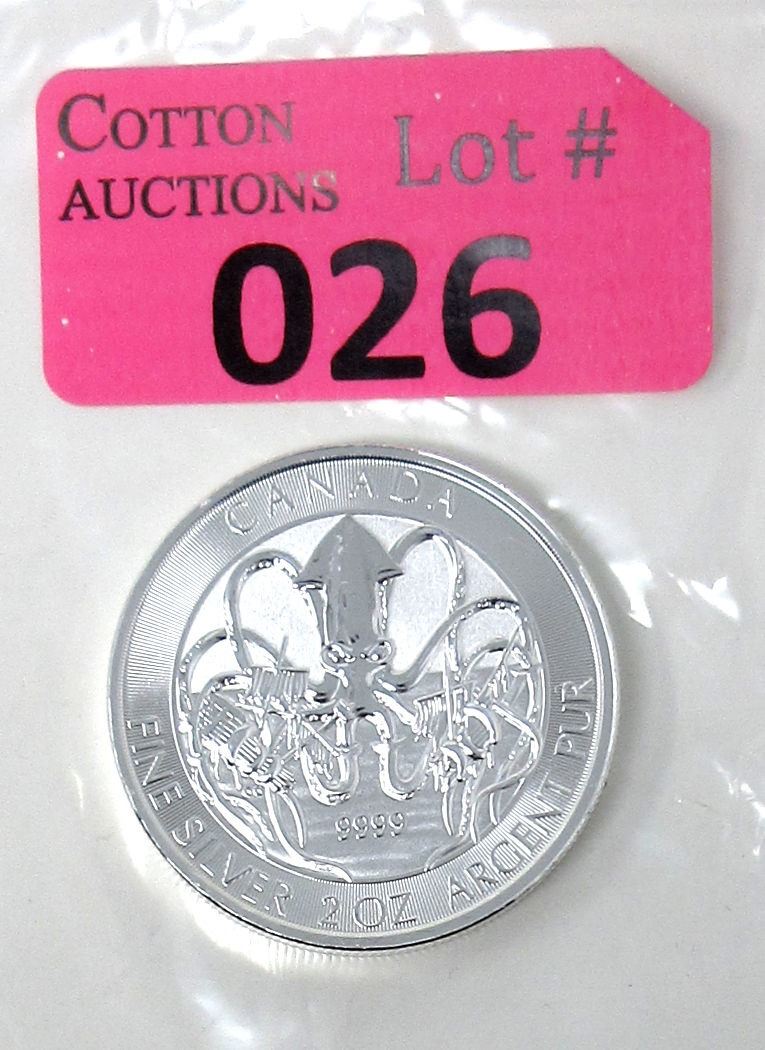 COTTON
AUCTIONS
Lot #
026
CANADA
9999
FINE SILVER 2 OZ ARGENT PUR